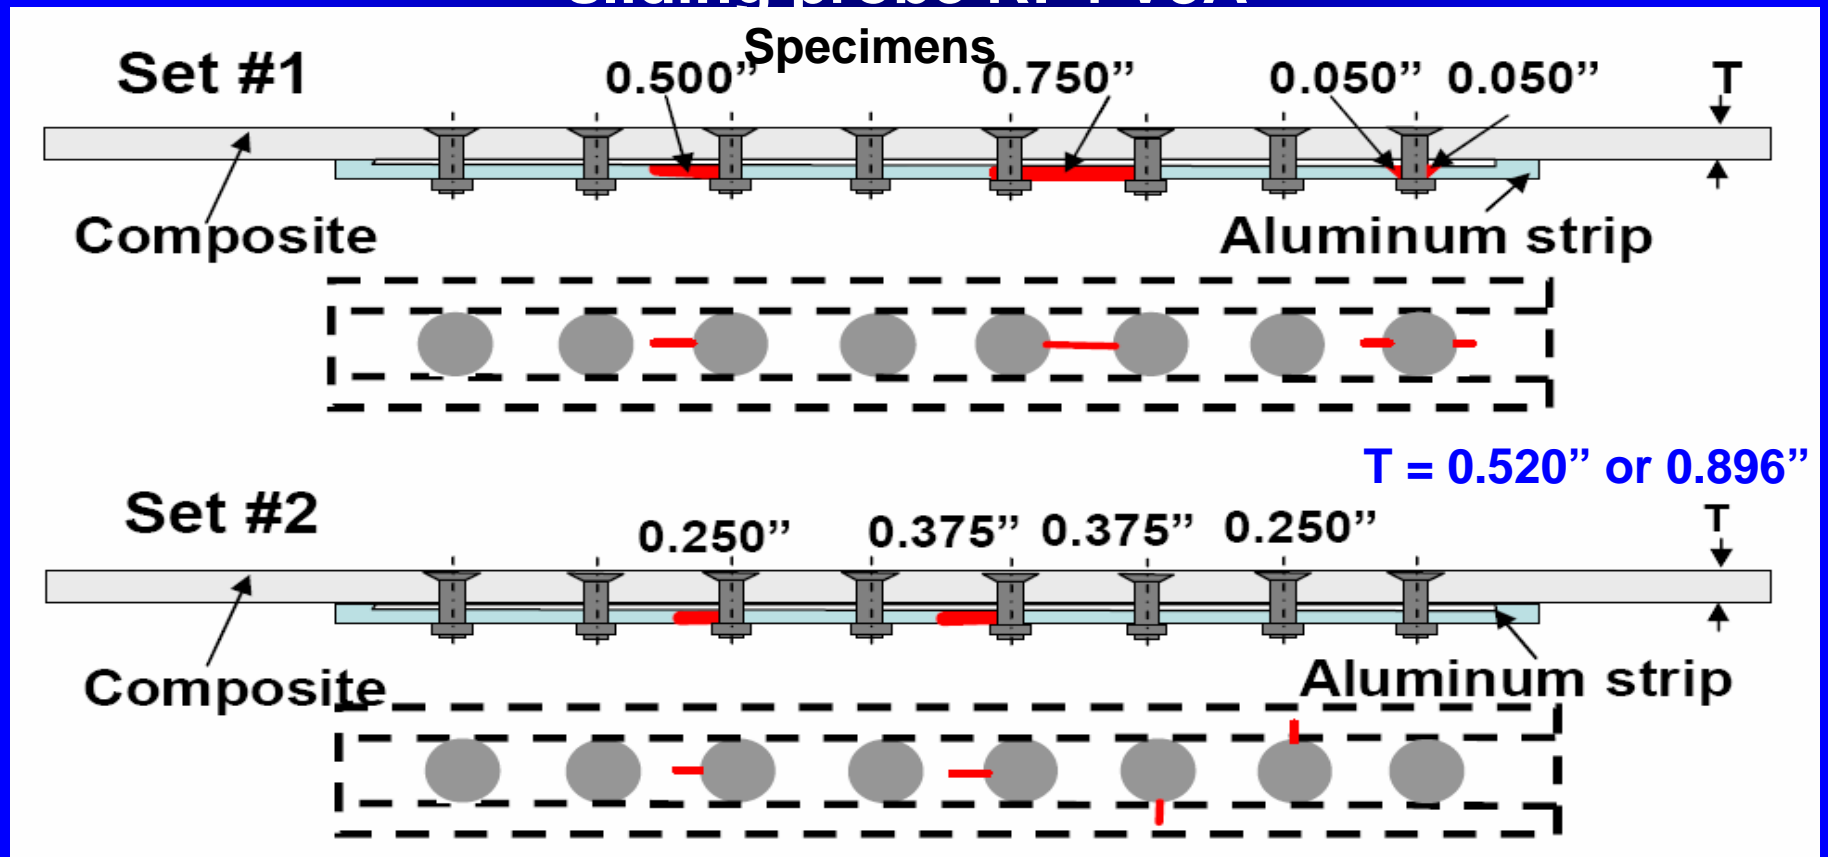 Specimens
Set #1
0.500” 0.750” 0.050” 0.050” T
Composite
Aluminum strip
T = 0.520” or 0.896”
Set #2
0.250” 0.375” 0.375” 0.250” T
Composite
Aluminum strip